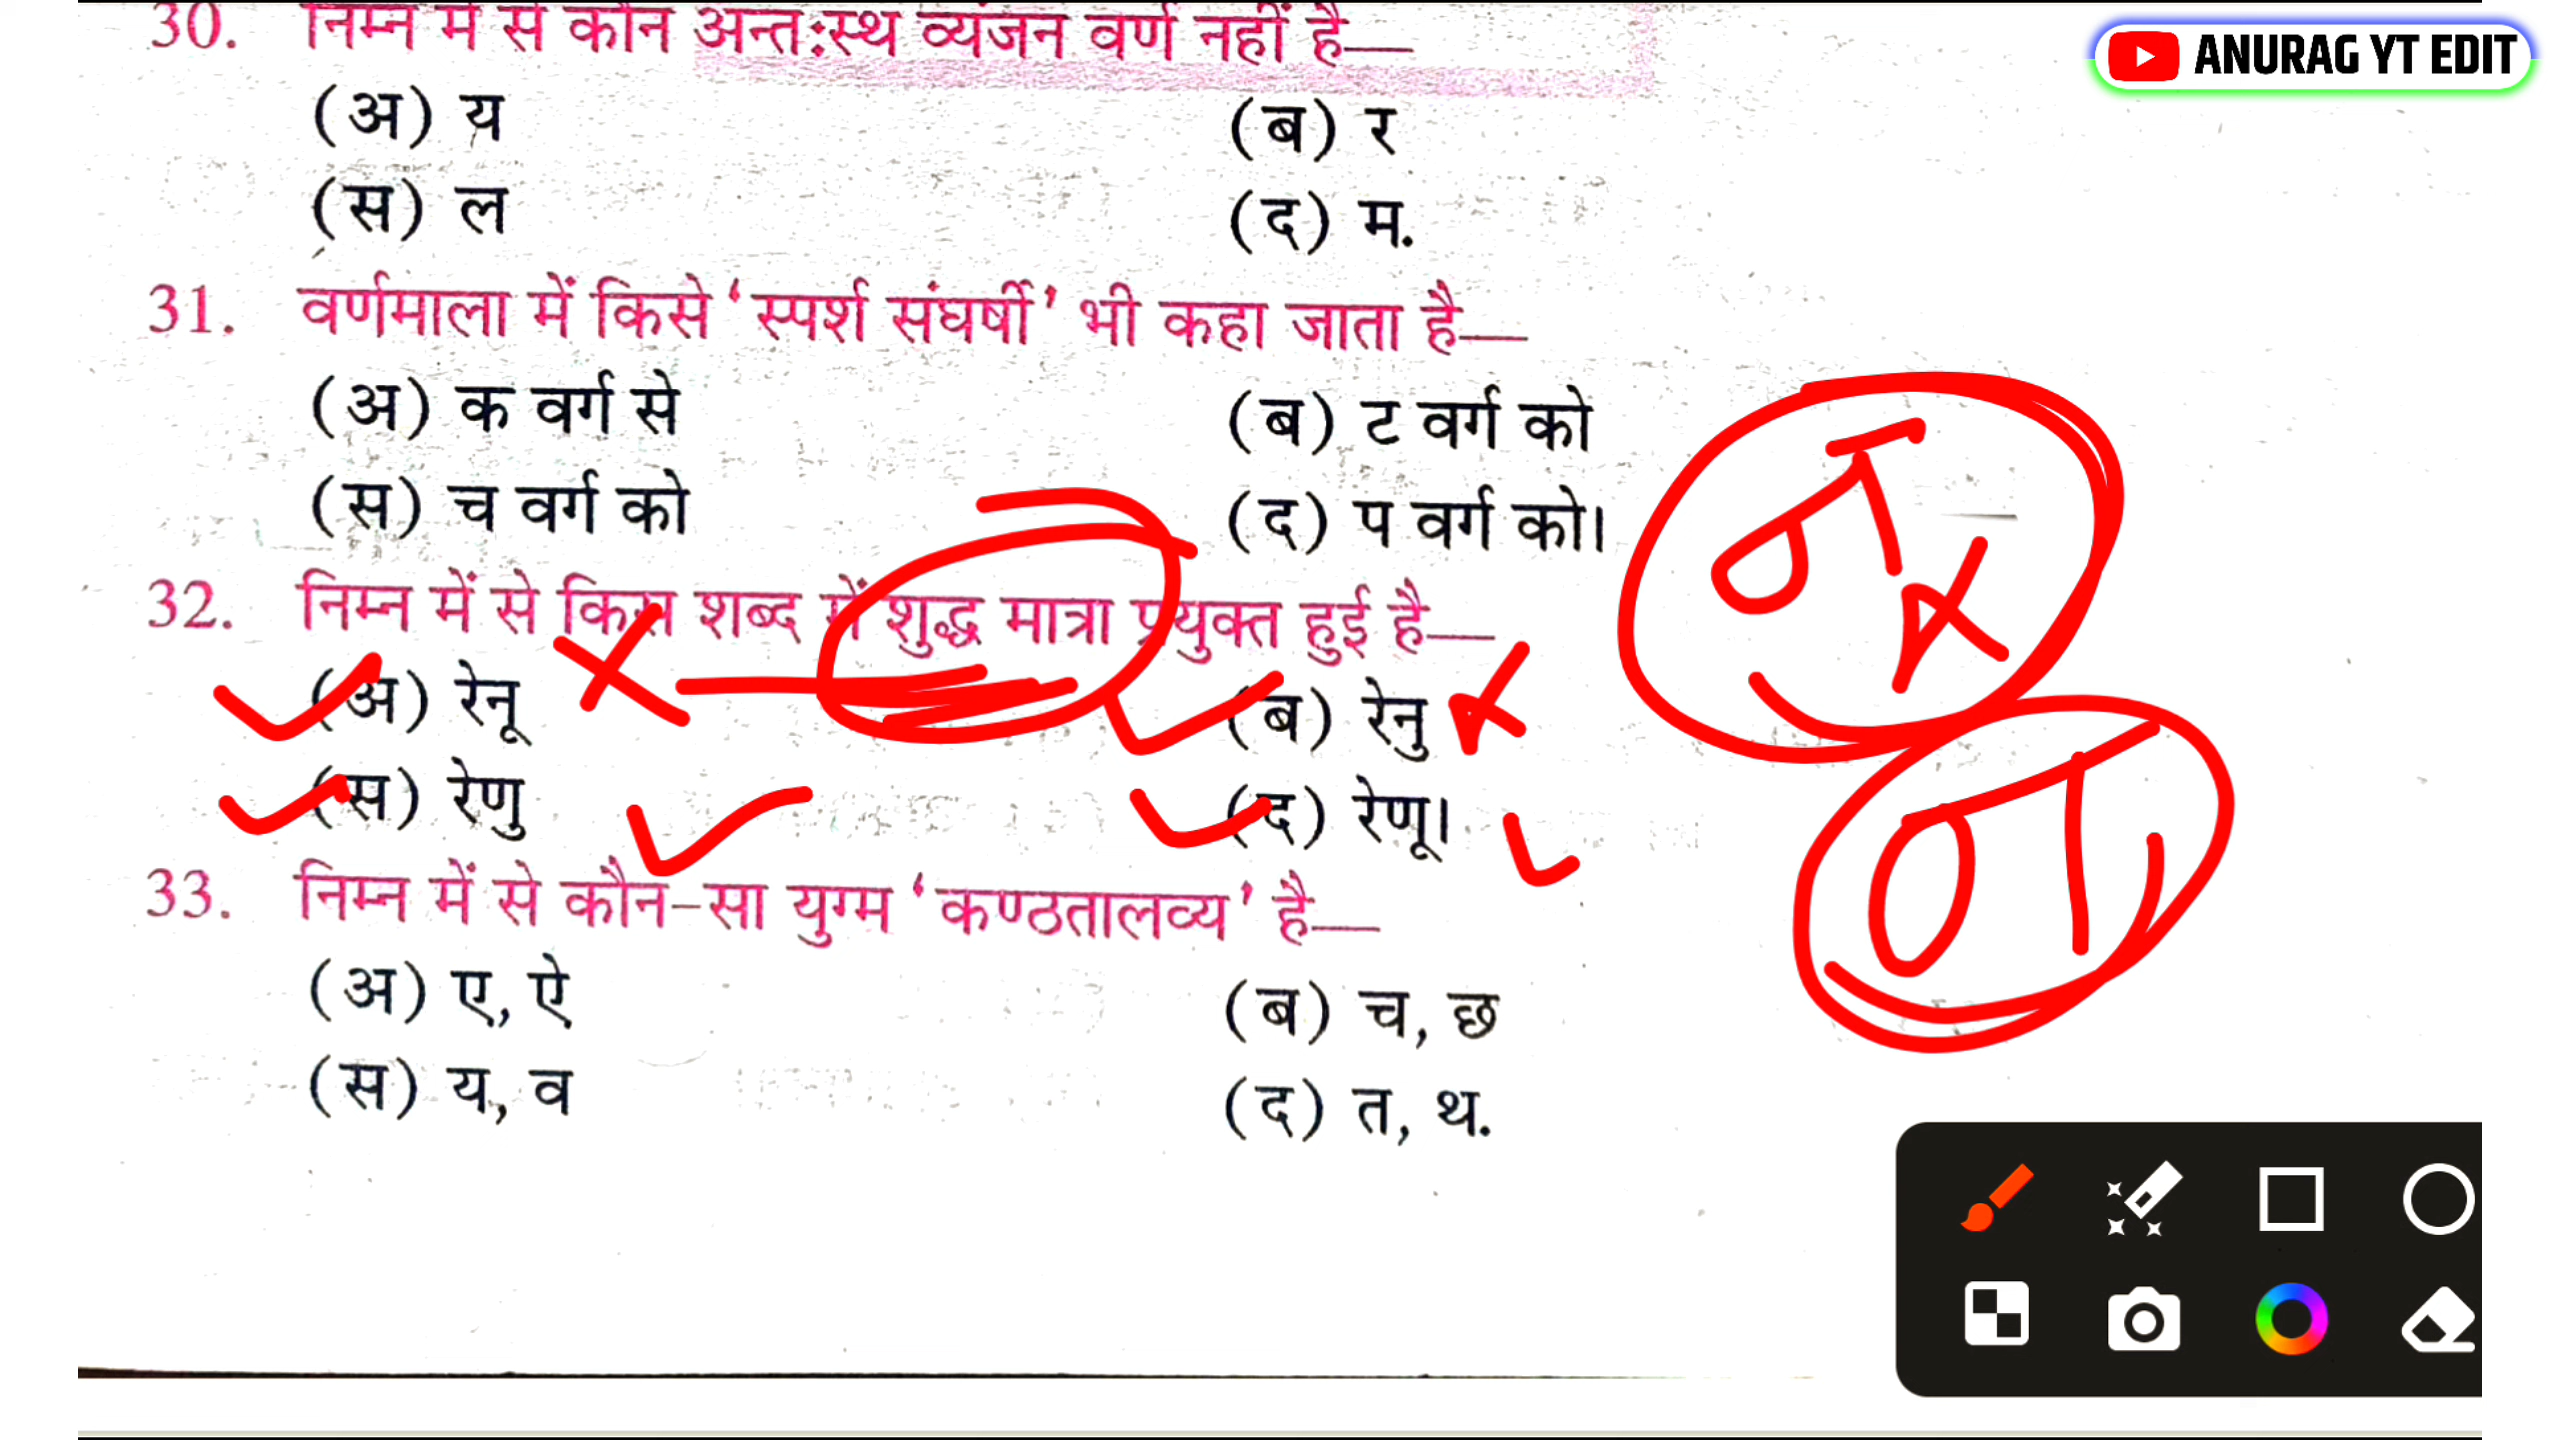 ANURAG YT EDIT
30. निम्न में से कौन अन्त:स्थ व्यंजन वर्ण नहीं है—
(अ) य (ब) र
(स) ल (द) म.
31. वर्णमाला में किसे ‘स्पर्श संघर्षी’ भी कहा जाता है—
(अ) क वर्ग से (ब) ट वर्ग को
(स) च वर्ग को (द) प वर्ग को।
32. निम्न में से किस शब्द में शुद्ध मात्रा प्रयुक्त हुई है—
(अ) रेनू (ब) रेनु
(स) रेणु (द) रेणू।
33. निम्न में से कौन-सा युग्म ‘कण्ठतालव्य’ है—
(अ) ए, ऐ (ब) च, छ
(स) य, व (द) त, थ.
न
ण